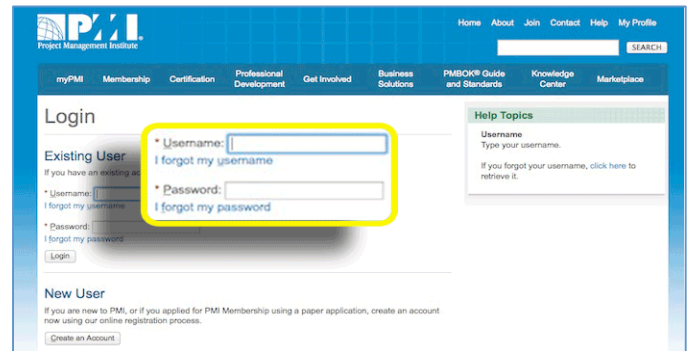 PMI.
Project Management Institute
Home About Join Contact Help My Profile
SEARCH
myPMI Membership Certification Professional Development Get Involved Business Solutions PMBOK® Guide and Standards Knowledge Center Marketplace
Login
Existing User
If you have an existing ac
* Username:
I forgot my username
* Password:
I forgot my password
Login
* Username:
I forgot my username
* Password:
I forgot my password
New User
If you are new to PMI, or if you applied for PMI Membership using a paper application, create an account
now using our online registration process.
Create an Account
Help Topics
Username
Type your username.
If you forgot your username, click here to
retrieve it.